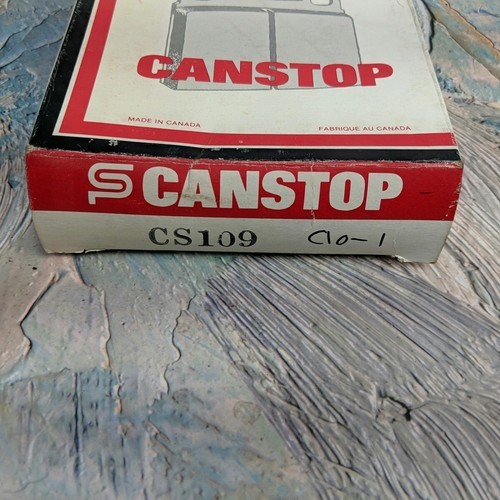 CANSTOP
MADE IN CANADA
FABRIQUE AU CANADA
CANSTOP
CS109 C10-1